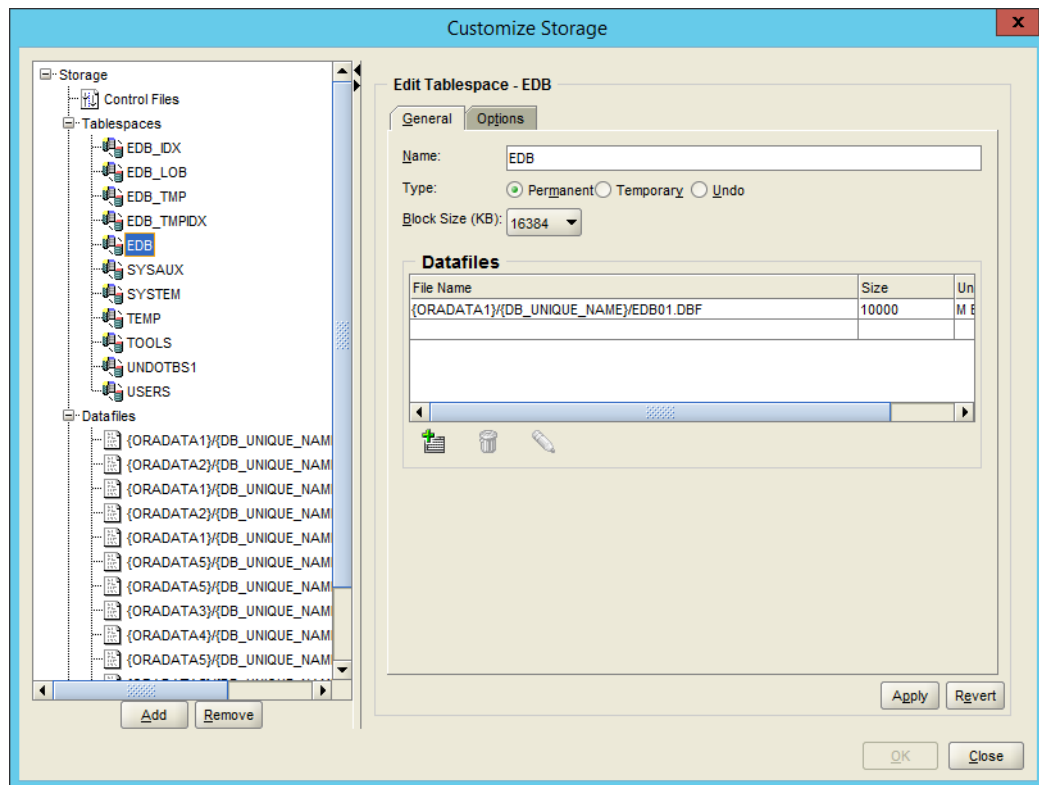 Customize Storage
x
Storage
Control Files
Tablespaces
EDB_IDX
EDB_LOB
EDB_TMP
EDB_TMPIDX
EDB
SYSAUX
SYSTEM
TEMP
TOOLS
UNDOTBS1
USERS
Datafiles
{ORADATA1}/{DB_UNIQUE_NAM
{ORADATA2}/{DB_UNIQUE_NAM
{ORADATA1}/{DB_UNIQUE_NAM
{ORADATA2}/{DB_UNIQUE_NAM
{ORADATA1}/{DB_UNIQUE_NAM
{ORADATA5}/{DB_UNIQUE_NAM
{ORADATA5}/{DB_UNIQUE_NAM
{ORADATA3}/{DB_UNIQUE_NAM
{ORADATA4}/{DB_UNIQUE_NAM
{ORADATA5}/{DB_UNIQUE_NAM
Add Remove
Edit Tablespace - EDB
General Options
Name: EDB
Type: Permanent Temporary Undo
Block Size (KB): 16384
Datafiles
File Name Size Un
{ORADATA1}/{DB_UNIQUE_NAME}/EDB01.DBF 10000 M B
Apply Revert
OK Close